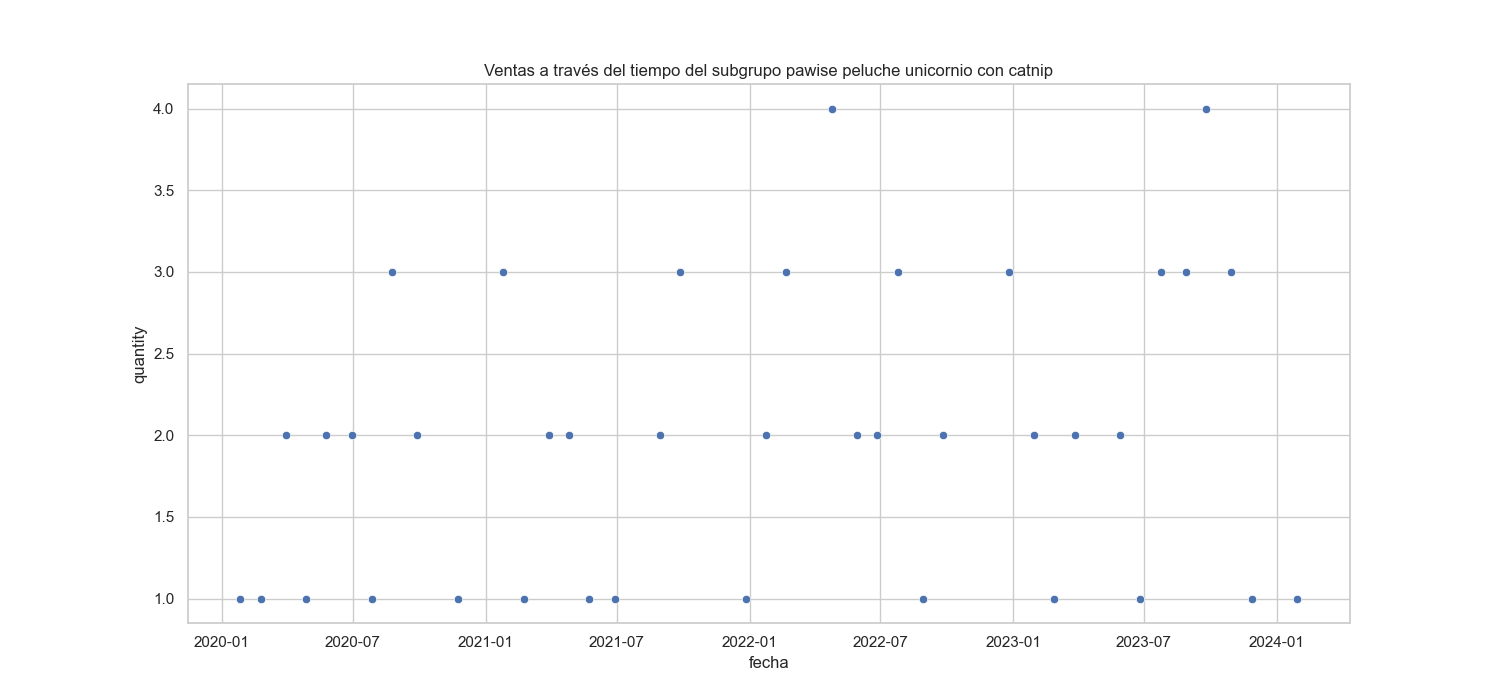 Ventas a través del tiempo del subgrupo pawise peluche unicornio con catnip
4.0
3.5
3.0
2.5
2.0
1.5
1.0
quantity
2020-01 2020-07 2021-01 2021-07 2022-01 2022-07 2023-01 2023-07 2024-01
fecha